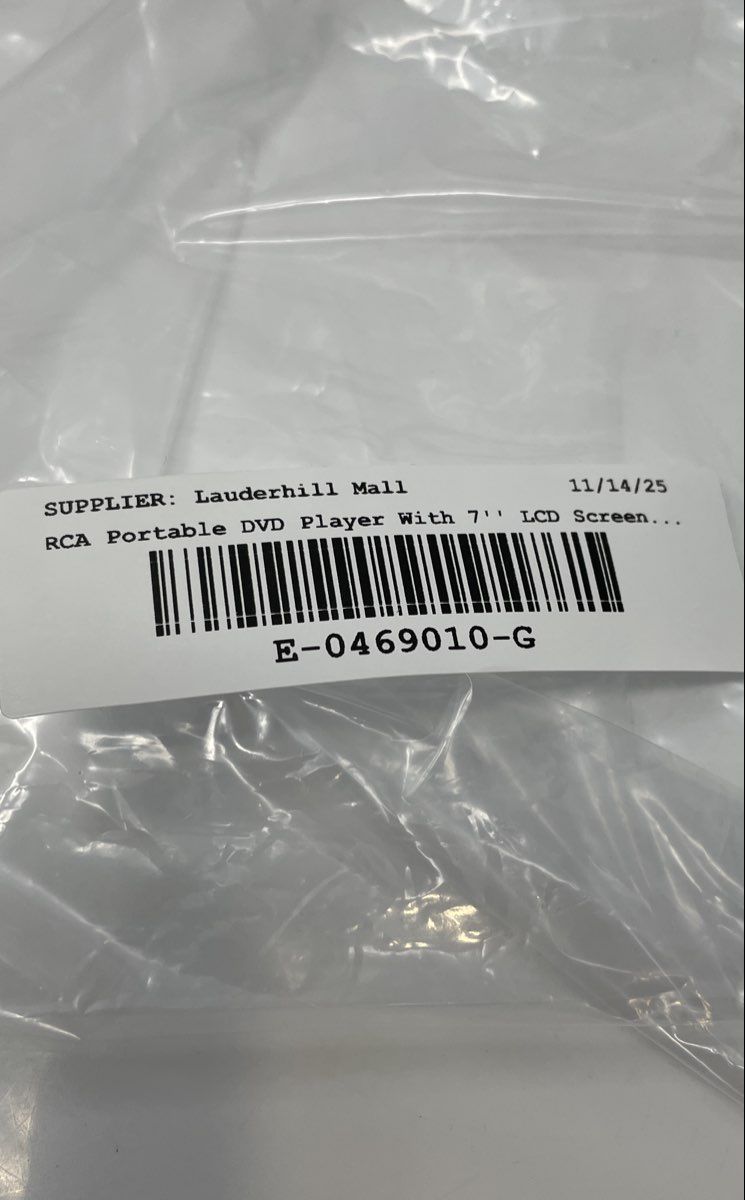 SUPPLIER: Lauderhill Mall 11/14/25
RCA Portable DVD Player With 7'' LCD Screen...
E-0469010-G